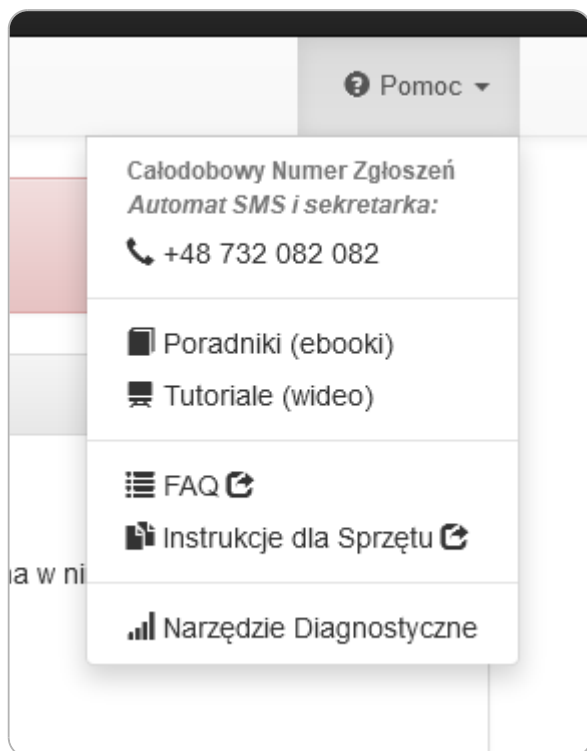 Pomoc
Całodobowy Numer Zgłoszeń
Automat SMS i sekretarka:
+48 732 082 082
Poradniki (ebooki)
Tutoriale (wideo)
FAQ
Instrukcje dla Sprzętu
a w ni
Narzędzie Diagnostyczne